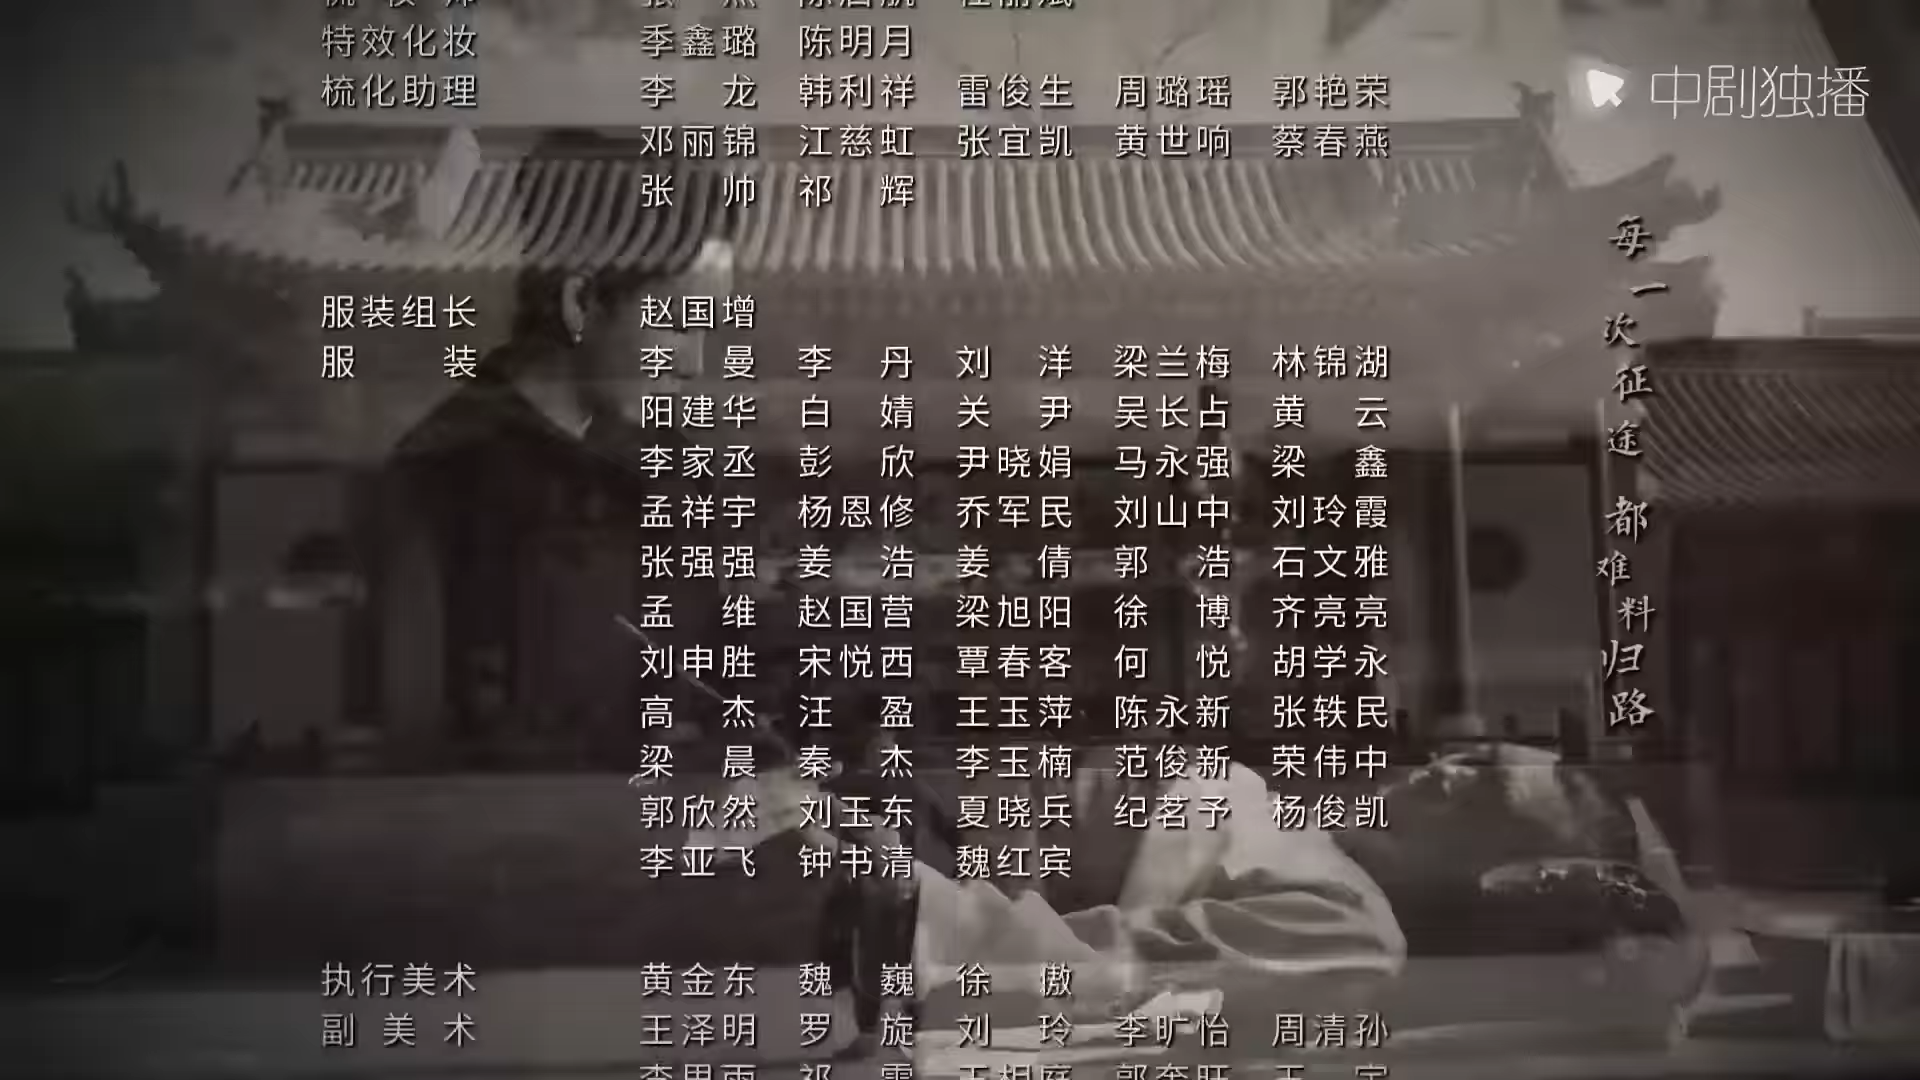 特效化妆 季鑫璐 陈明月
梳化助理 李龙 韩利祥 雷俊生 周璐瑶 郭艳荣
邓丽锦 江慈虹 张宜凯 黄世响 蔡春燕
张帅 祁辉
服装组长 赵国增
服装 李曼 李丹 刘洋 梁兰梅 林锦湖
阳建华 白婧 关尹 吴长占 黄云
李家丞 彭欣 尹晓娟 马永强 梁鑫
孟祥宇 杨恩修 乔军民 刘山中 刘玲霞
张强强 姜浩 姜倩 郭浩 石文雅
孟维 赵国营 梁旭阳 徐博 齐亮亮
刘申胜 宋悦西 覃春客 何悦 胡学永
高杰 汪盈 王玉萍 陈永新 张轶民
梁晨 秦杰 李玉楠 范俊新 荣伟中
郭欣然 刘玉东 夏晓兵 纪茗予 杨俊凯
李亚飞 钟书清 魏红宾
执行美术 黄金东 魏巍 徐傲
副美术 王泽明 罗旋 刘玲 李旷怡 周清孙
中剧独播
每一次征途 都难料归路